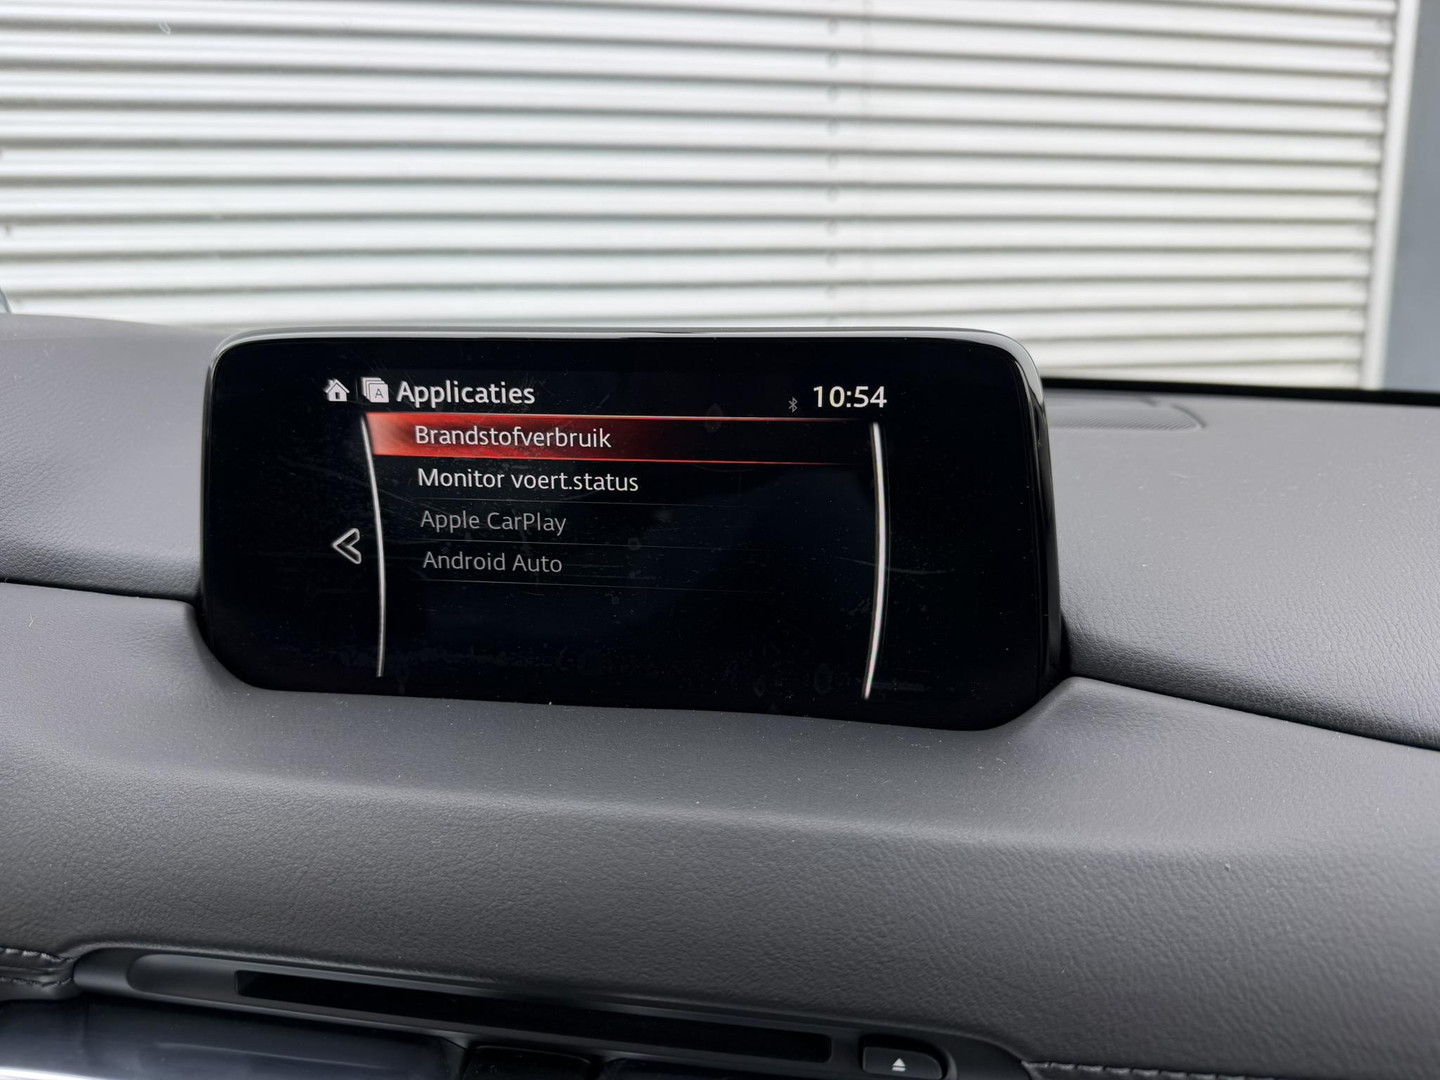 Applicaties
10:54
Brandstofverbruik
Monitor voert.status
Apple CarPlay
Android Auto